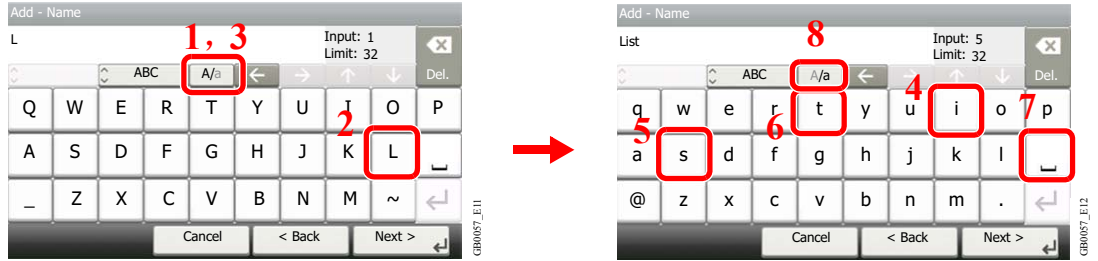 Add - Name
L
Input: 1
Limit: 32
1, 3
ABC
A/a
← → ↑ ↓
Del.
Q W E R T Y U I O P
2
A S D F G H J K L
_ Z X C V B N M ~
Cancel
< Back
Next >
GB0057_E11
Add - Name
List
Input: 5
Limit: 32
8
ABC
A/a
← → ↑ ↓
Del.
4
q w e r t y u i o p
5
6
7
a s d f g h j k l
@ z x c v b n m .
Cancel
< Back
Next >
GB0057_E12